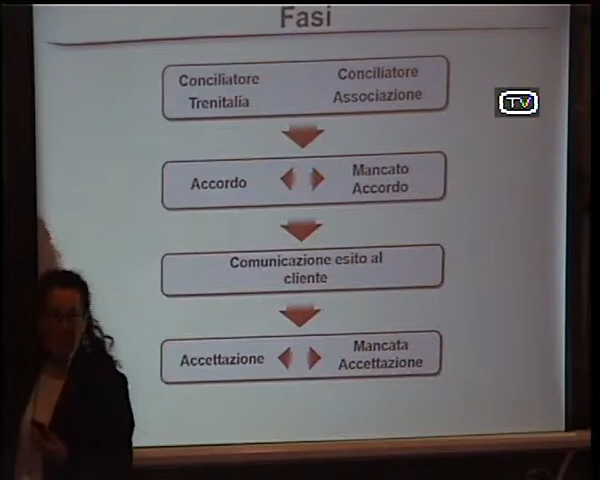 Fasi
Conciliatore
Trenitalia
Conciliatore
Associazione
TV
Accordo
Mancato
Accordo
Comunicazione esito al
cliente
Accettazione
Mancata
Accettazione